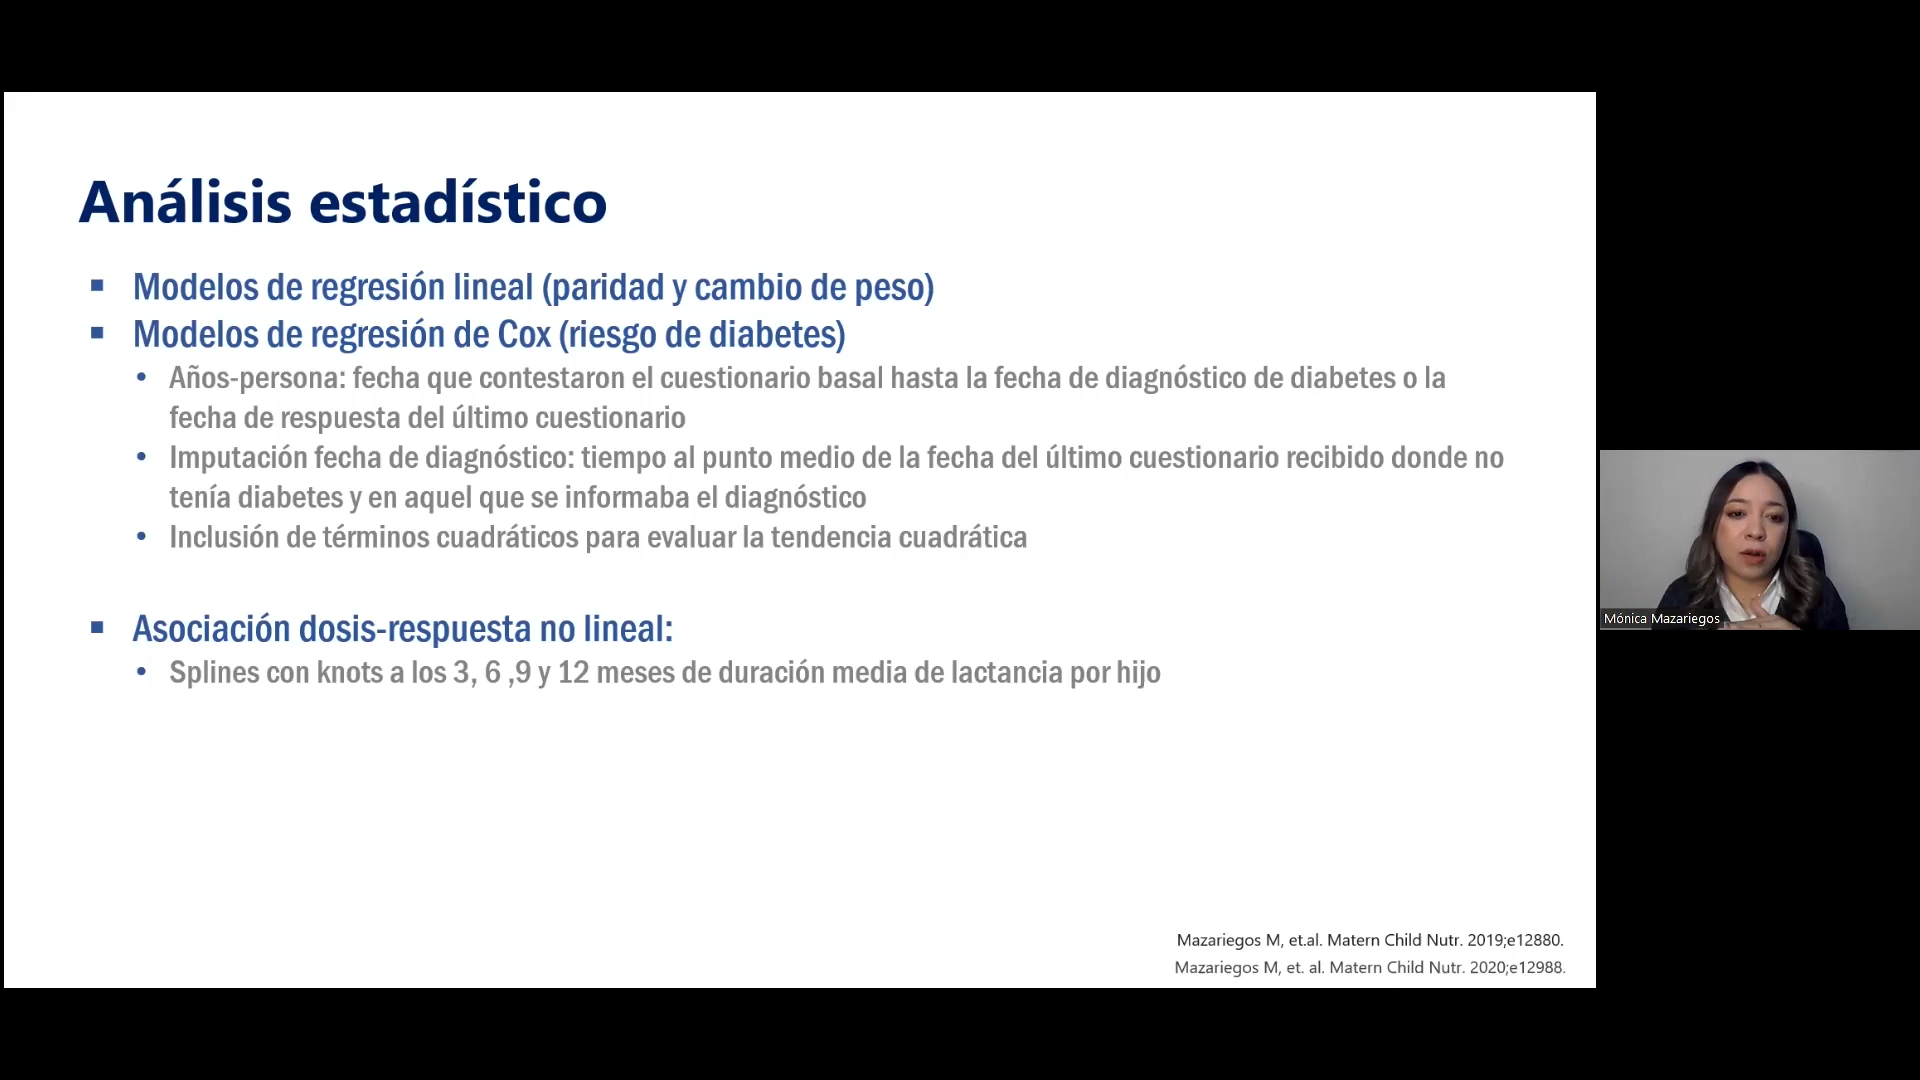 Análisis estadístico
▪ Modelos de regresión lineal (paridad y cambio de peso)
▪ Modelos de regresión de Cox (riesgo de diabetes)
• Años-persona: fecha que contestaron el cuestionario basal hasta la fecha de diagnóstico de diabetes o la
fecha de respuesta del último cuestionario
• Imputación fecha de diagnóstico: tiempo al punto medio de la fecha del último cuestionario recibido donde no
tenía diabetes y en aquel que se informaba el diagnóstico
• Inclusión de términos cuadráticos para evaluar la tendencia cuadrática
▪ Asociación dosis-respuesta no lineal:
• Splines con knots a los 3, 6 ,9 y 12 meses de duración media de lactancia por hijo
Mazariegos M, et.al. Matern Child Nutr. 2019;e12880.
Mazariegos M, et. al. Matern Child Nutr. 2020;e12988.
Mónica Mazariegos